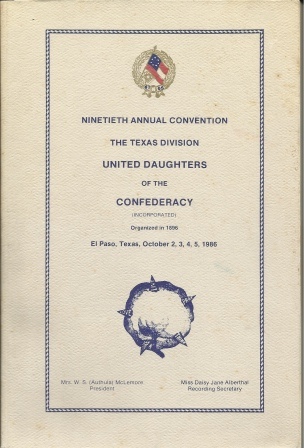 NINETIETH ANNUAL CONVENTION
THE TEXAS DIVISION
UNITED DAUGHTERS
OF THE
CONFEDERACY
(INCORPORATED)
Organized in 1896
El Paso, Texas, October 2, 3, 4, 5, 1986
Mrs. W. S. (Authula) McLemore
President
Miss Daisy Jane Alberthal
Recording Secretary